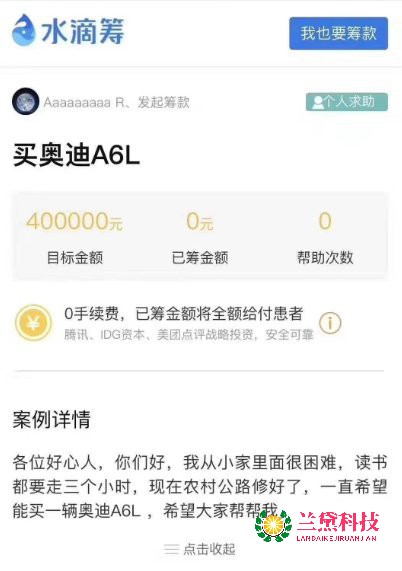 水滴筹
我也要筹款
Aaaaaaaaa R、发起筹款
个人求助
买奥迪A6L
400000元
0元
0
目标金额
已筹金额
帮助次数
0手续费，已筹金额将全额给付患者
腾讯、IDG资本、美团点评战略投资，安全可靠
案例详情
各位好心人，你们好，我从小家里面很困难，读书
都要走三个小时，现在农村公路修好了，一直希望
能买一辆奥迪A6L ，希望大家帮帮我
兰黛科技
LANDAIKEJIRUANJIAN
点击收起